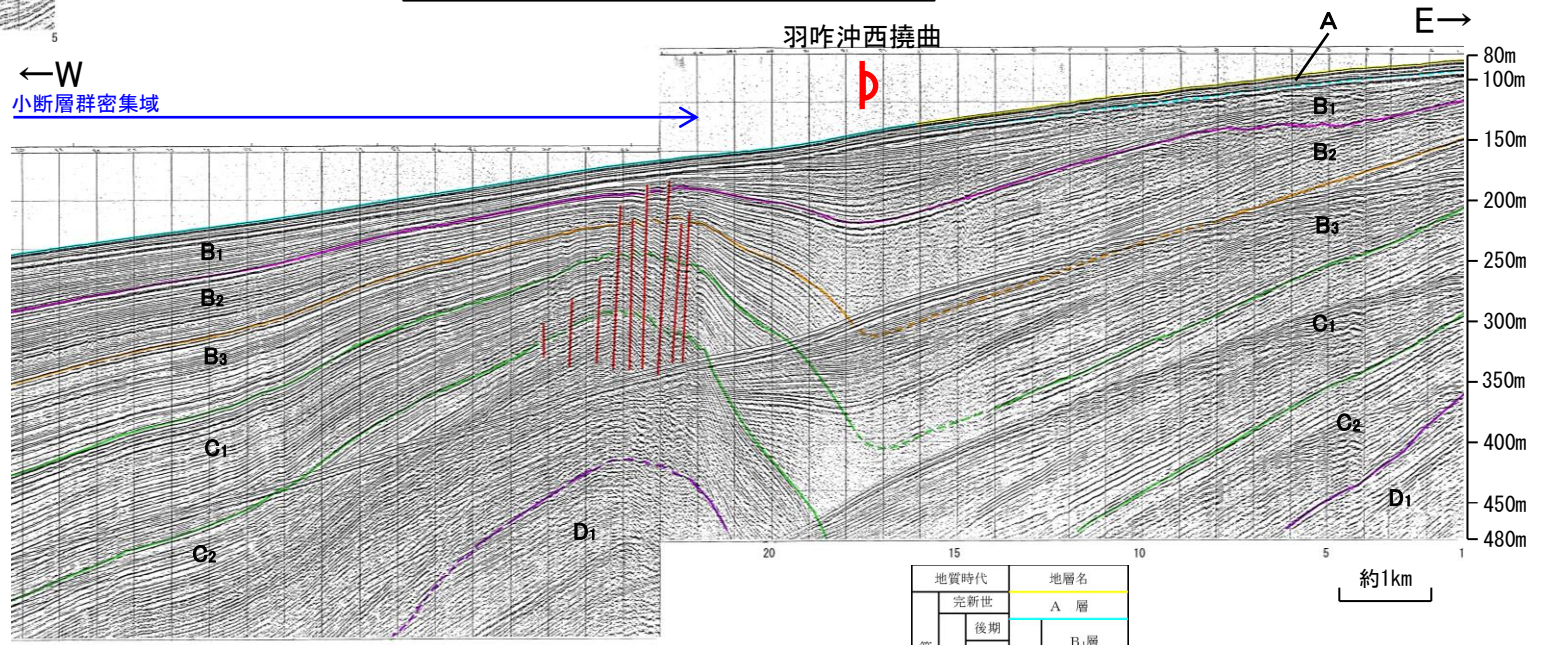 5
羽咋沖西撓曲
A
E→
←W
小断層群密集域
80m
100m
150m
200m
250m
300m
350m
400m
450m
480m
B1
B2
B3
C1
C2
D1
B1
B2
B3
C1
C2
D1
20
15
10
5
1
約1km
地質時代 地層名
完新世 A 層
後期
B1層